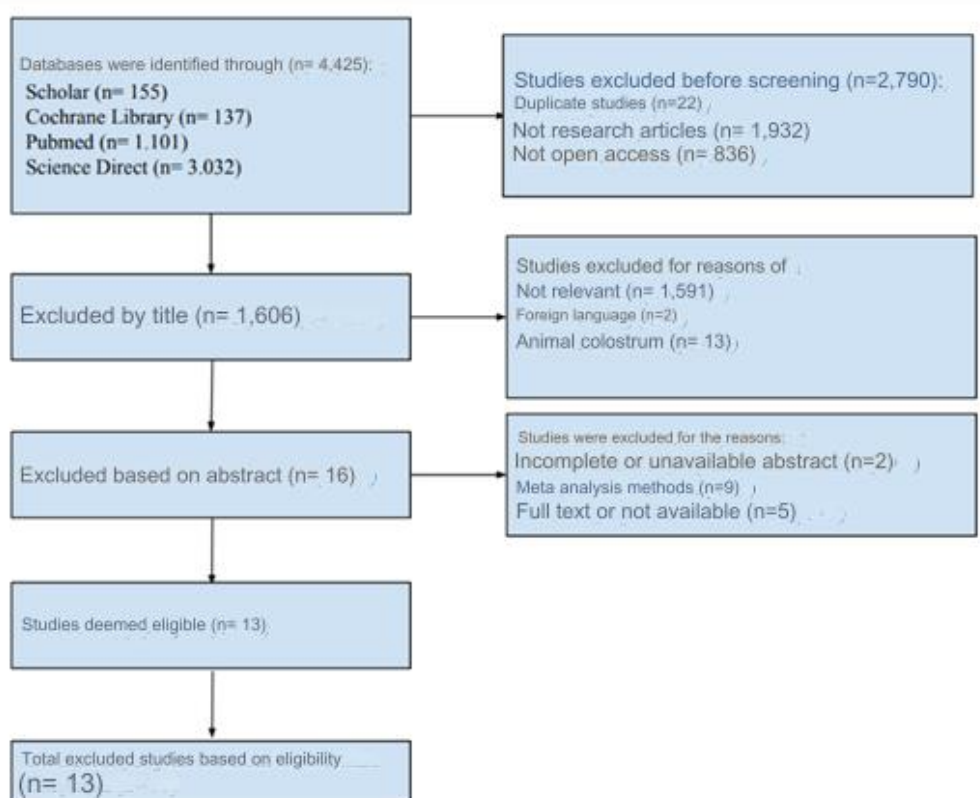 Databases were identified through (n= 4,425):
Scholar (n= 155)
Cochrane Library (n= 137)
Pubmed (n= 1.101)
Science Direct (n= 3.032)
Studies excluded before screening (n=2,790):
Duplicate studies (n=22)
Not research articles (n= 1,932)
Not open access (n= 836)
Excluded by title (n= 1,606)
Studies excluded for reasons of
Not relevant (n= 1,591)
Foreign language (n=2)
Animal colostrum (n= 13)
Excluded based on abstract (n= 16)
Studies were excluded for the reasons:
Incomplete or unavailable abstract (n=2)
Meta analysis methods (n=9)
Full text or not available (n=5)
Studies deemed eligible (n= 13)
Total excluded studies based on eligibility
(n= 13)